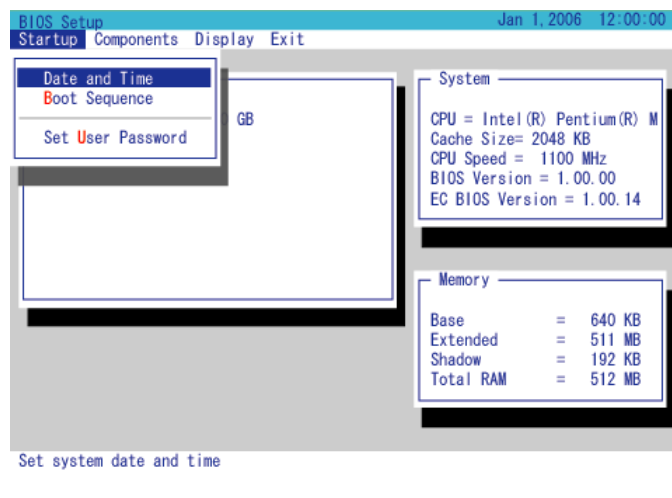 BIOS Setup Jan 1, 2006 12:00:00
Startup Components Display Exit
Date and Time
Boot Sequence
Set User Password
GB
System
CPU = Intel(R) Pentium(R) M
Cache Size= 2048 KB
CPU Speed = 1100 MHz
BIOS Version = 1.00.00
EC BIOS Version = 1.00.14
Memory
Base = 640 KB
Extended = 511 MB
Shadow = 192 KB
Total RAM = 512 MB
Set system date and time